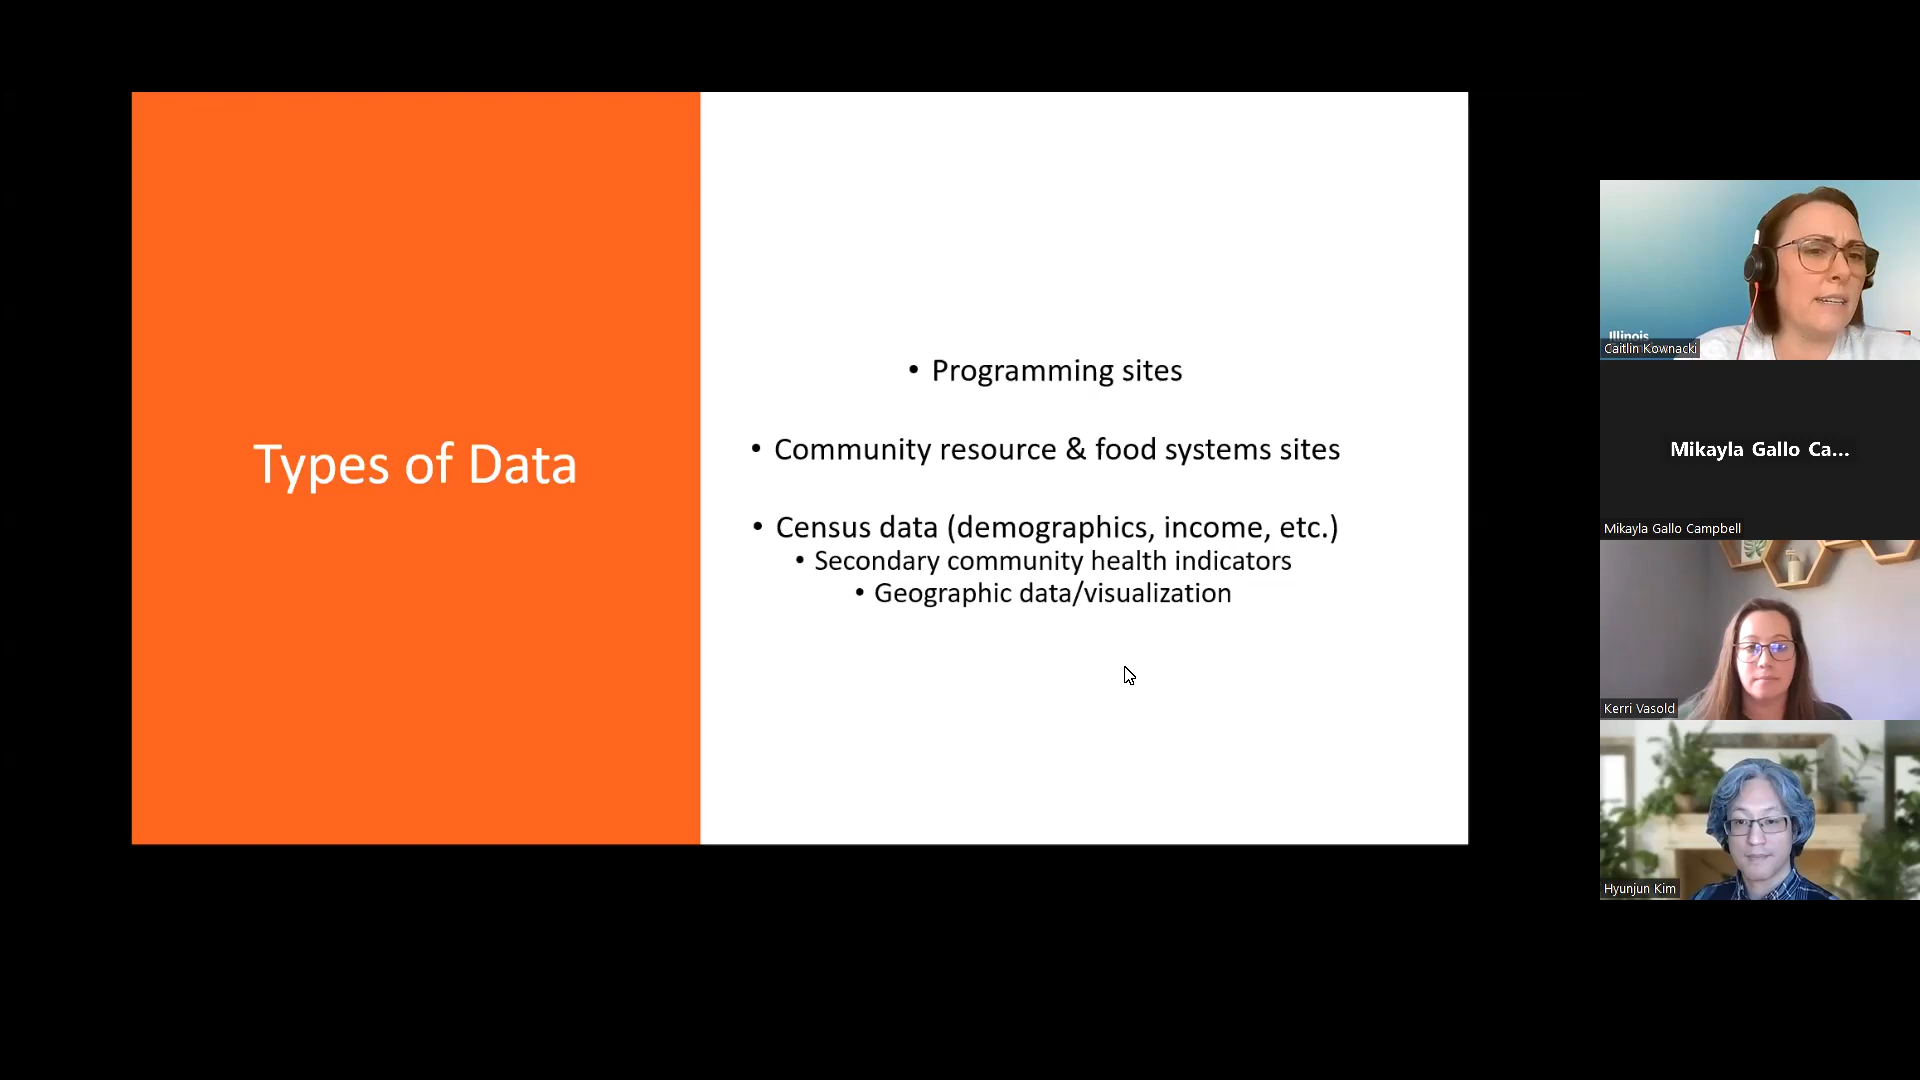 Types of Data
• Programming sites
• Community resource & food systems sites
• Census data (demographics, income, etc.)
• Secondary community health indicators
• Geographic data/visualization
Illinois
Caitlin Kownacki
Mikayla Gallo Ca...
Mikayla Gallo Campbell
Kerri Vasold
Hyunjun Kim